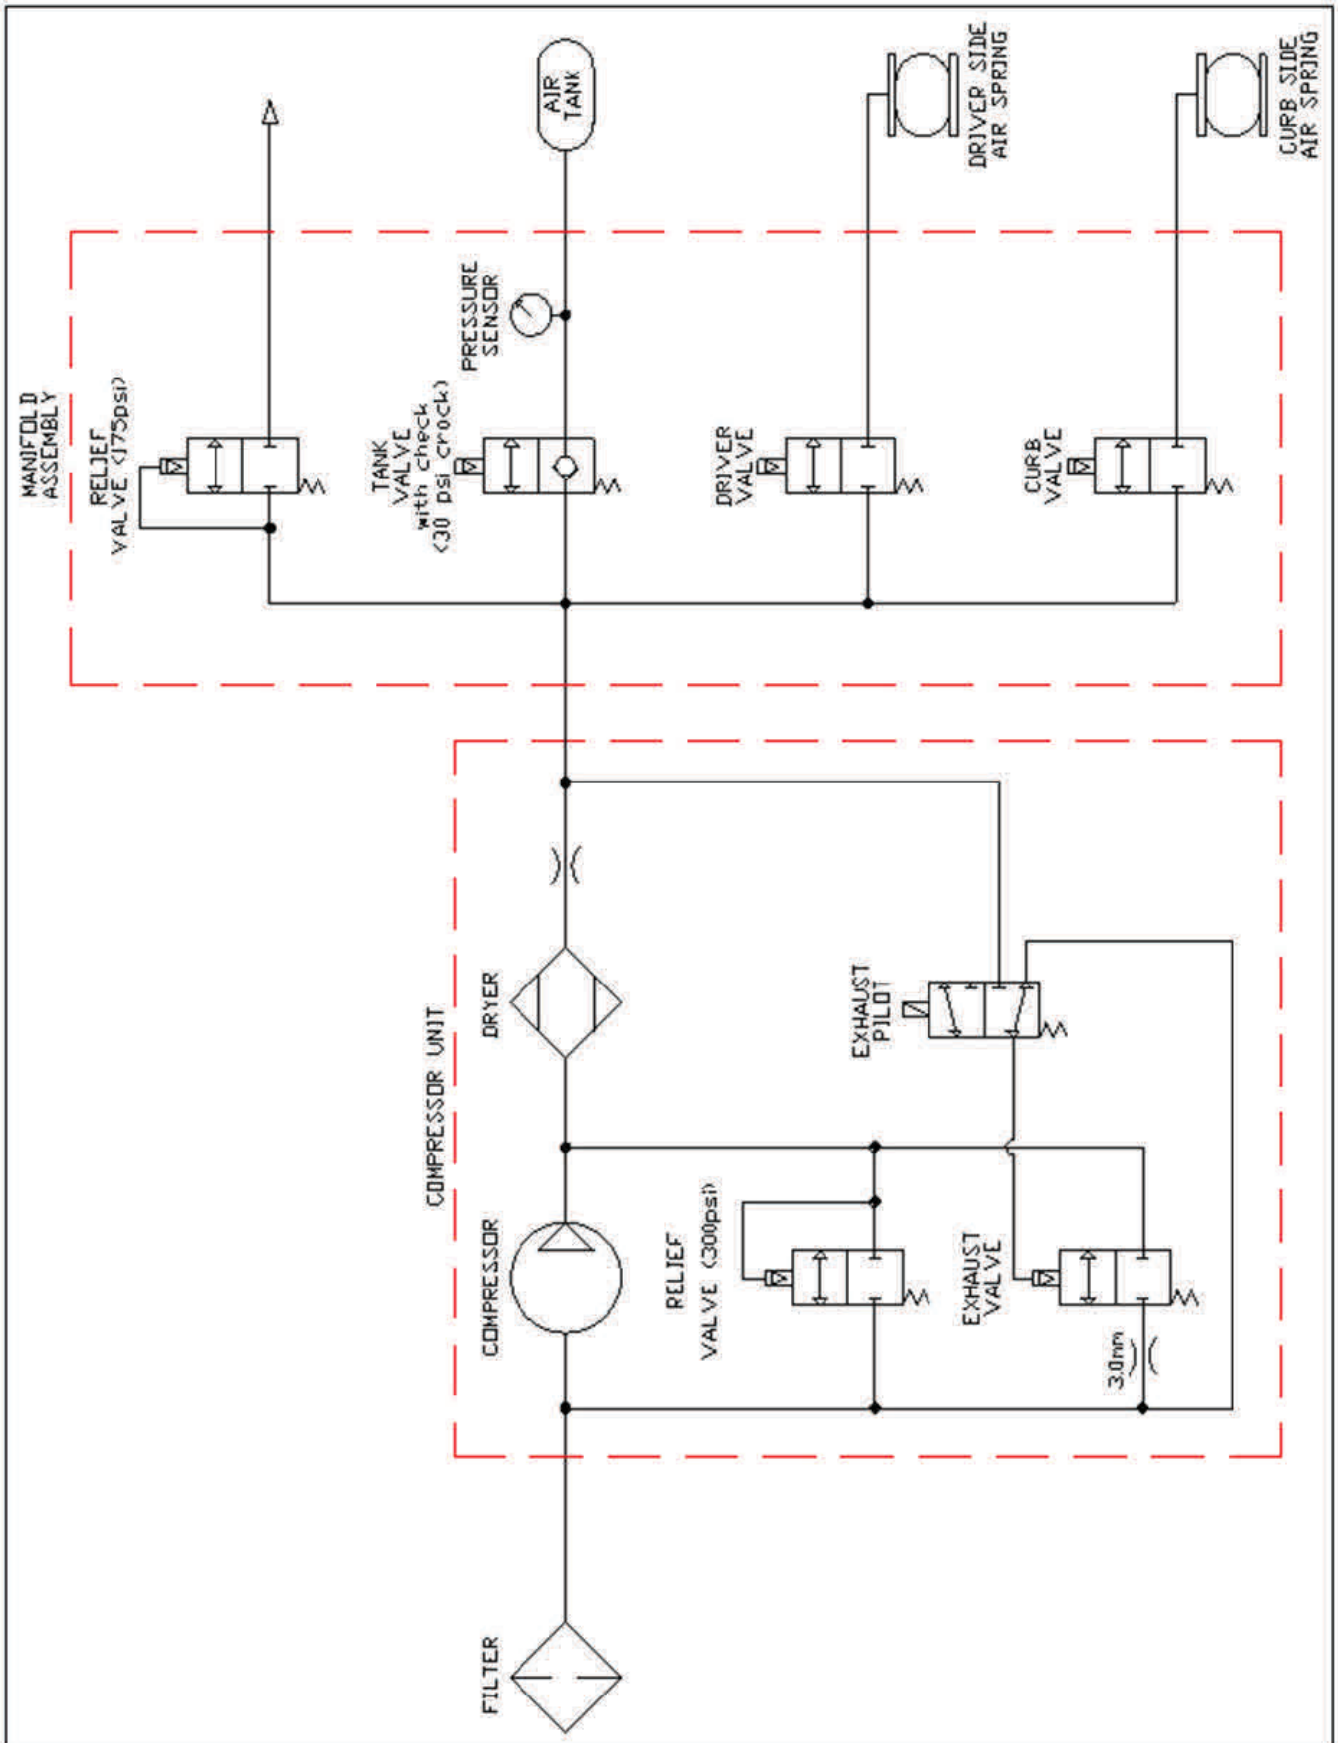 MANIFOLD
ASSEMBLY
RELIEF
VALVE (175psi)
TANK
VALVE
with check
(30 psi crock)
COMPRESSOR UNIT
PRESSURE
SENSOR
FILTER
COMPRESSOR
DRYER
AIR
TANK
RELIEF
VALVE (300psi)
DRIVER
VALVE
EXHAUST
PILOT
EXHAUST
VALVE
DRIVER SIDE
AIR SPRING
CURB
VALVE
3.0mm
CURB SIDE
AIR SPRING